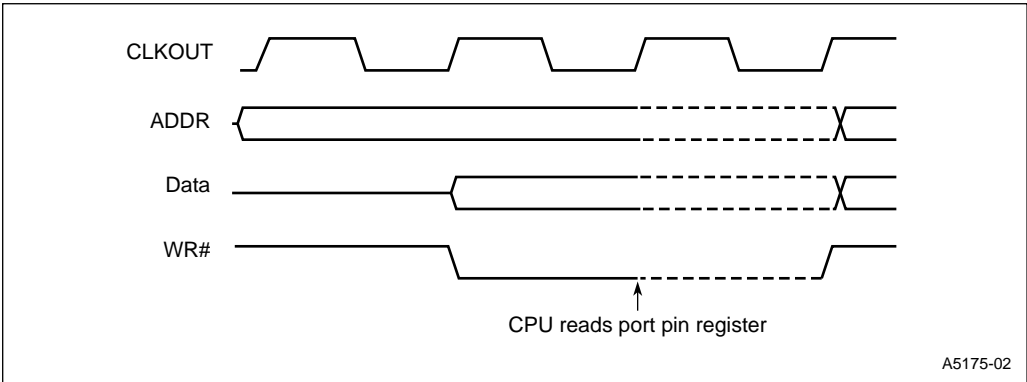 CLKOUT
ADDR
Data
WR#
CPU reads port pin register
A5175-02